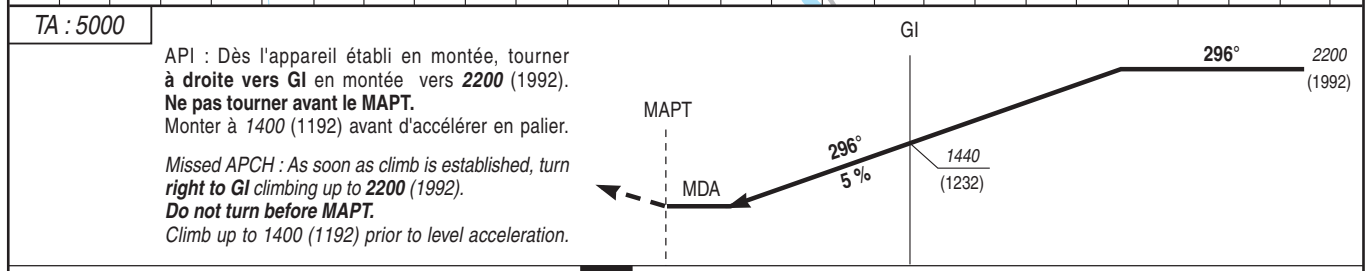 TA : 5000
API : Dès l'appareil établi en montée, tourner
à droite vers GI en montée vers 2200 (1992).
Ne pas tourner avant le MAPT.
Monter à 1400 (1192) avant d'accélérer en palier.
Missed APCH : As soon as climb is established, turn
right to GI climbing up to 2200 (1992).
Do not turn before MAPT.
Climb up to 1400 (1192) prior to level acceleration.
GI
296°
2200
(1992)
MAPT
296°
5 %
1440
(1232)
MDA